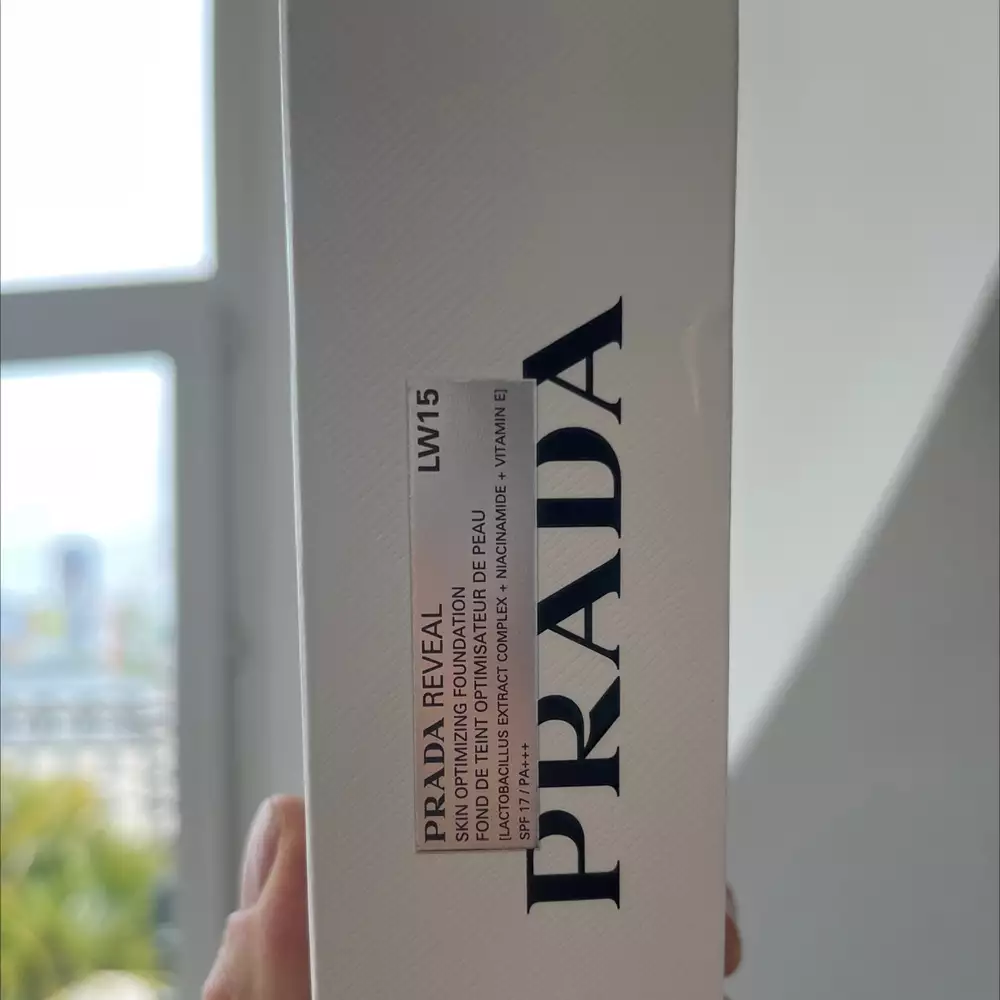 PRADA REVEAL LW15
SKIN OPTIMIZING FOUNDATION
FOND DE TEINT OPTIMISATEUR DE PEAU
[LACTOBACILLUS EXTRACT COMPLEX + NIACINAMIDE + VITAMIN E]
SPF 17 / PA+++
PRADA